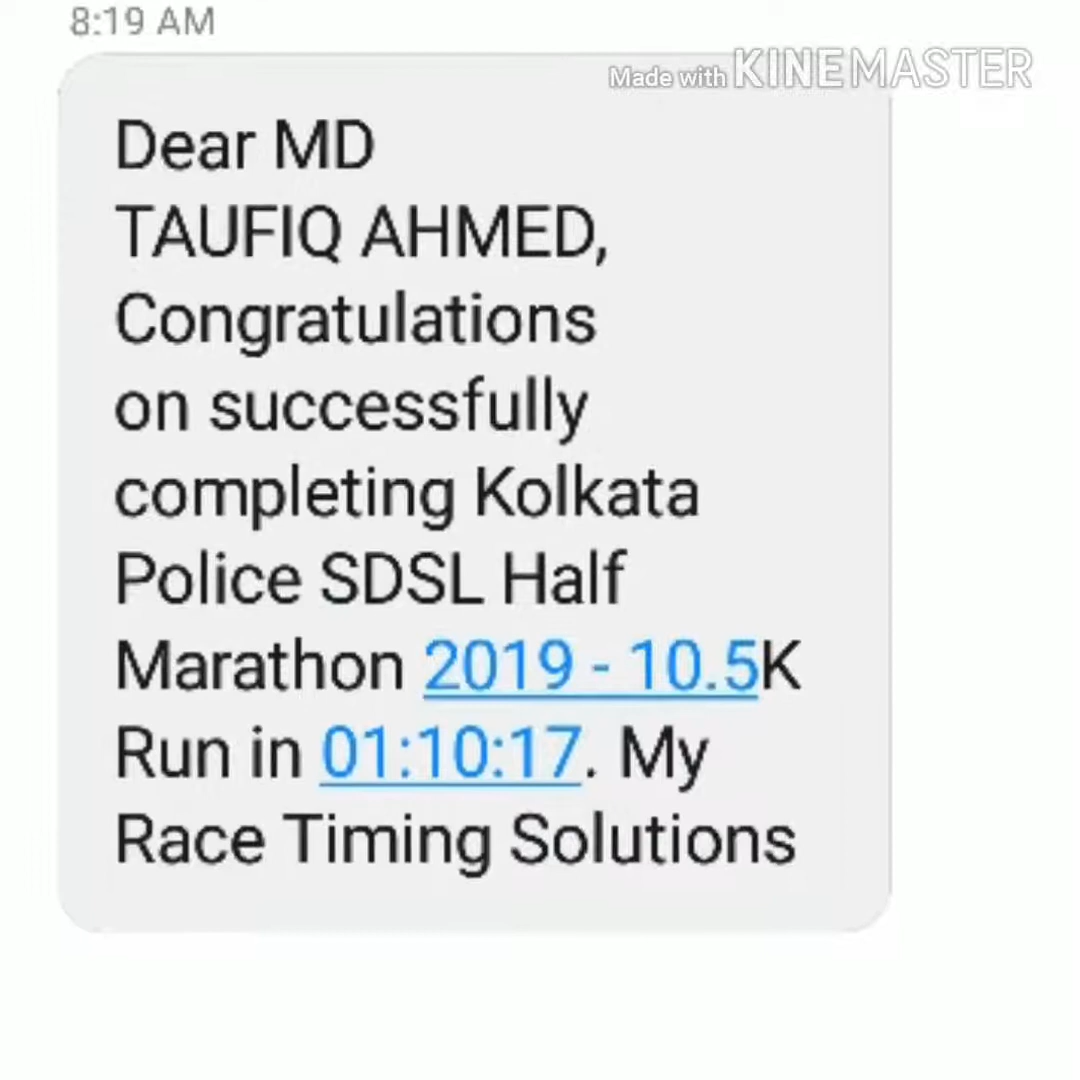 8:19 AM
Made with KINEMASTER
Dear MD
TAUFIQ AHMED,
Congratulations
on successfully
completing Kolkata
Police SDSL Half
Marathon 2019 - 10.5K
Run in 01:10:17. My
Race Timing Solutions